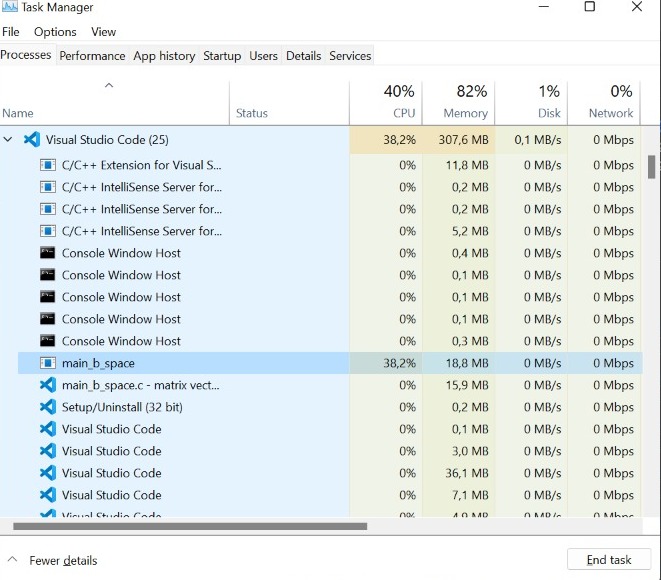 Task Manager
File Options View
Processes Performance App history Startup Users Details Services
40% 82% 1% 0%
Name Status CPU Memory Disk Network
Visual Studio Code (25) 38,2% 307,6 MB 0,1 MB/s 0 Mbps
C/C++ Extension for Visual S... 0% 11,8 MB 0 MB/s 0 Mbps
C/C++ IntelliSense Server for... 0% 0,2 MB 0 MB/s 0 Mbps
C/C++ IntelliSense Server for... 0% 0,2 MB 0 MB/s 0 Mbps
C/C++ IntelliSense Server for... 0% 5,2 MB 0 MB/s 0 Mbps
Console Window Host 0% 0,4 MB 0 MB/s 0 Mbps
Console Window Host 0% 0,1 MB 0 MB/s 0 Mbps
Console Window Host 0% 0,1 MB 0 MB/s 0 Mbps
Console Window Host 0% 0,1 MB 0 MB/s 0 Mbps
Console Window Host 0% 0,3 MB 0 MB/s 0 Mbps
main_b_space 38,2% 18,8 MB 0 MB/s 0 Mbps
main_b_space.c - matrix vect... 0% 15,9 MB 0 MB/s 0 Mbps
Setup/Uninstall (32 bit) 0% 0,2 MB 0 MB/s 0 Mbps
Visual Studio Code 0% 0,1 MB 0 MB/s 0 Mbps
Visual Studio Code 0% 3,0 MB 0 MB/s 0 Mbps
Visual Studio Code 0% 36,1 MB 0 MB/s 0 Mbps
Visual Studio Code 0% 7,1 MB 0 MB/s 0 Mbps
Visual Studio Code 0% 4,9 MB 0 MB/s 0 Mbps
Fewer details End task